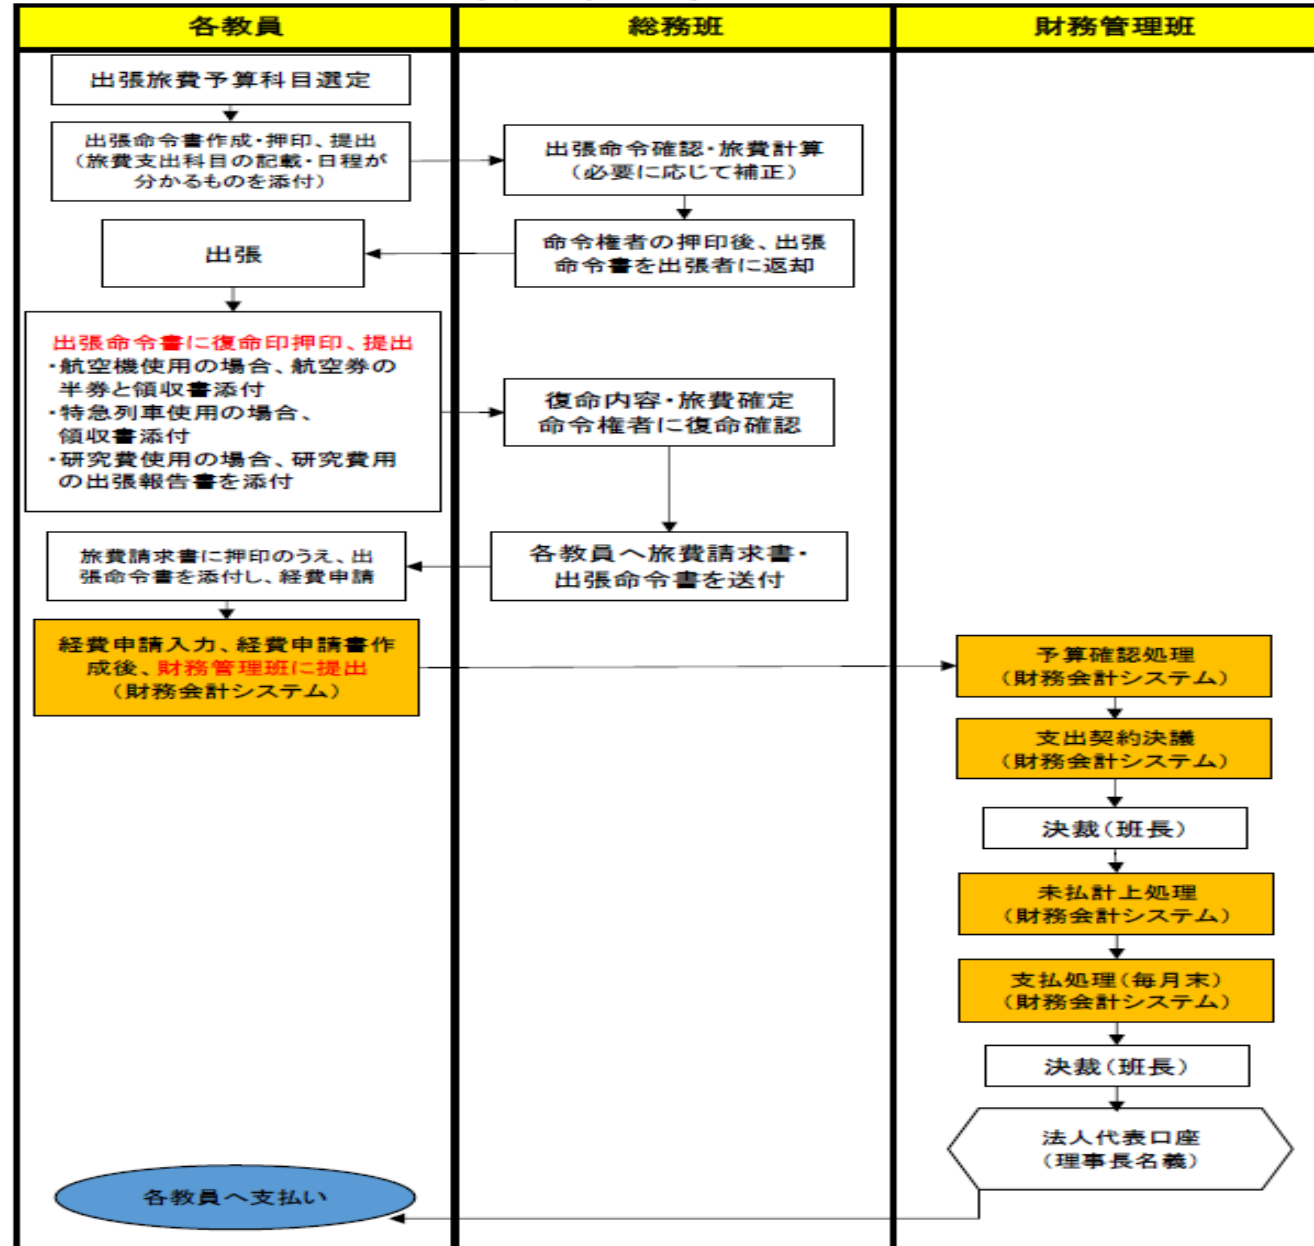 各教員
総務班
財務管理班
出張旅費予算科目選定
出張命令書作成・押印、提出
（旅費支出科目の記載・日程が
分かるものを添付）
出張命令確認・旅費計算
（必要に応じて補正）
命令権者の押印後、出張
命令書を出張者に返却
出張
出張命令書に復命印押印、提出
・航空機使用の場合、航空券の
半券と領収書添付
・特急列車使用の場合、
領収書添付
・研究費使用の場合、研究費用
の出張報告書を添付
復命内容・旅費確定
命令権者に復命確認
各教員へ旅費請求書・
出張命令書を送付
旅費請求書に押印のうえ、出
張命令書を添付し、経費申請
経費申請入力、経費申請書作
成後、財務管理班に提出
（財務会計システム）
予算確認処理
（財務会計システム）
支出契約決議
（財務会計システム）
決裁（班長）
未払計上処理
（財務会計システム）
支払処理（毎月末）
（財務会計システム）
決裁（班長）
法人代表口座
（理事長名義）
各教員へ支払い